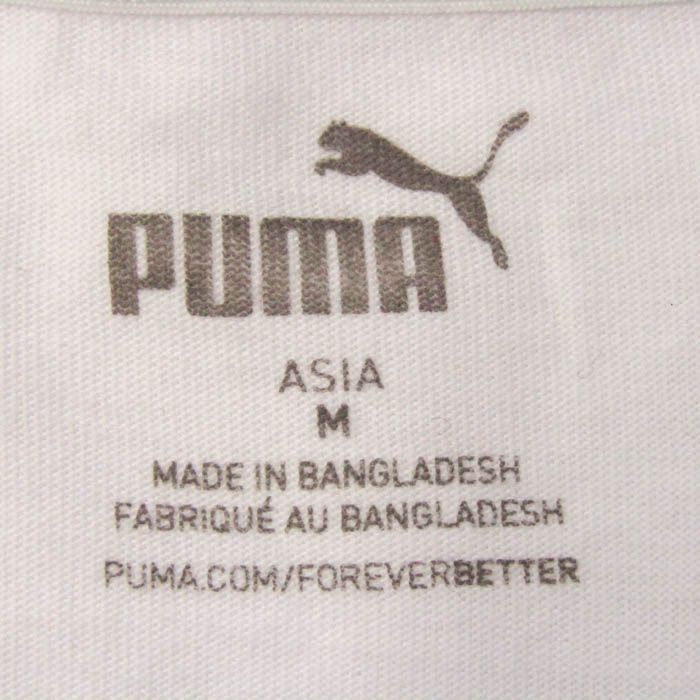 PUMA
ASIA
M
MADE IN BANGLADESH
FABRIQUÉ AU BANGLADESH
PUMA.COM/FOREVERBETTER